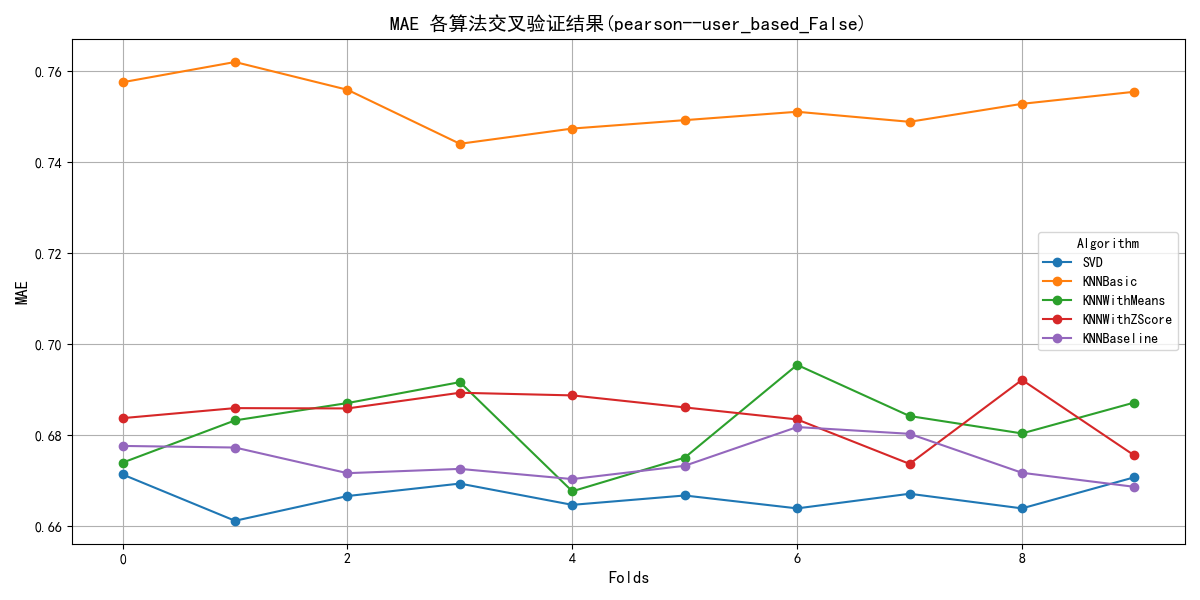 MAE 各算法交叉验证结果(pearson--user_based_False)
0.76
0.74
0.72
0.70
0.68
0.66
MAE
0 2 4 6 8
Folds
Algorithm
SVD
KNNBasic
KNNWithMeans
KNNWithZScore
KNNBaseline